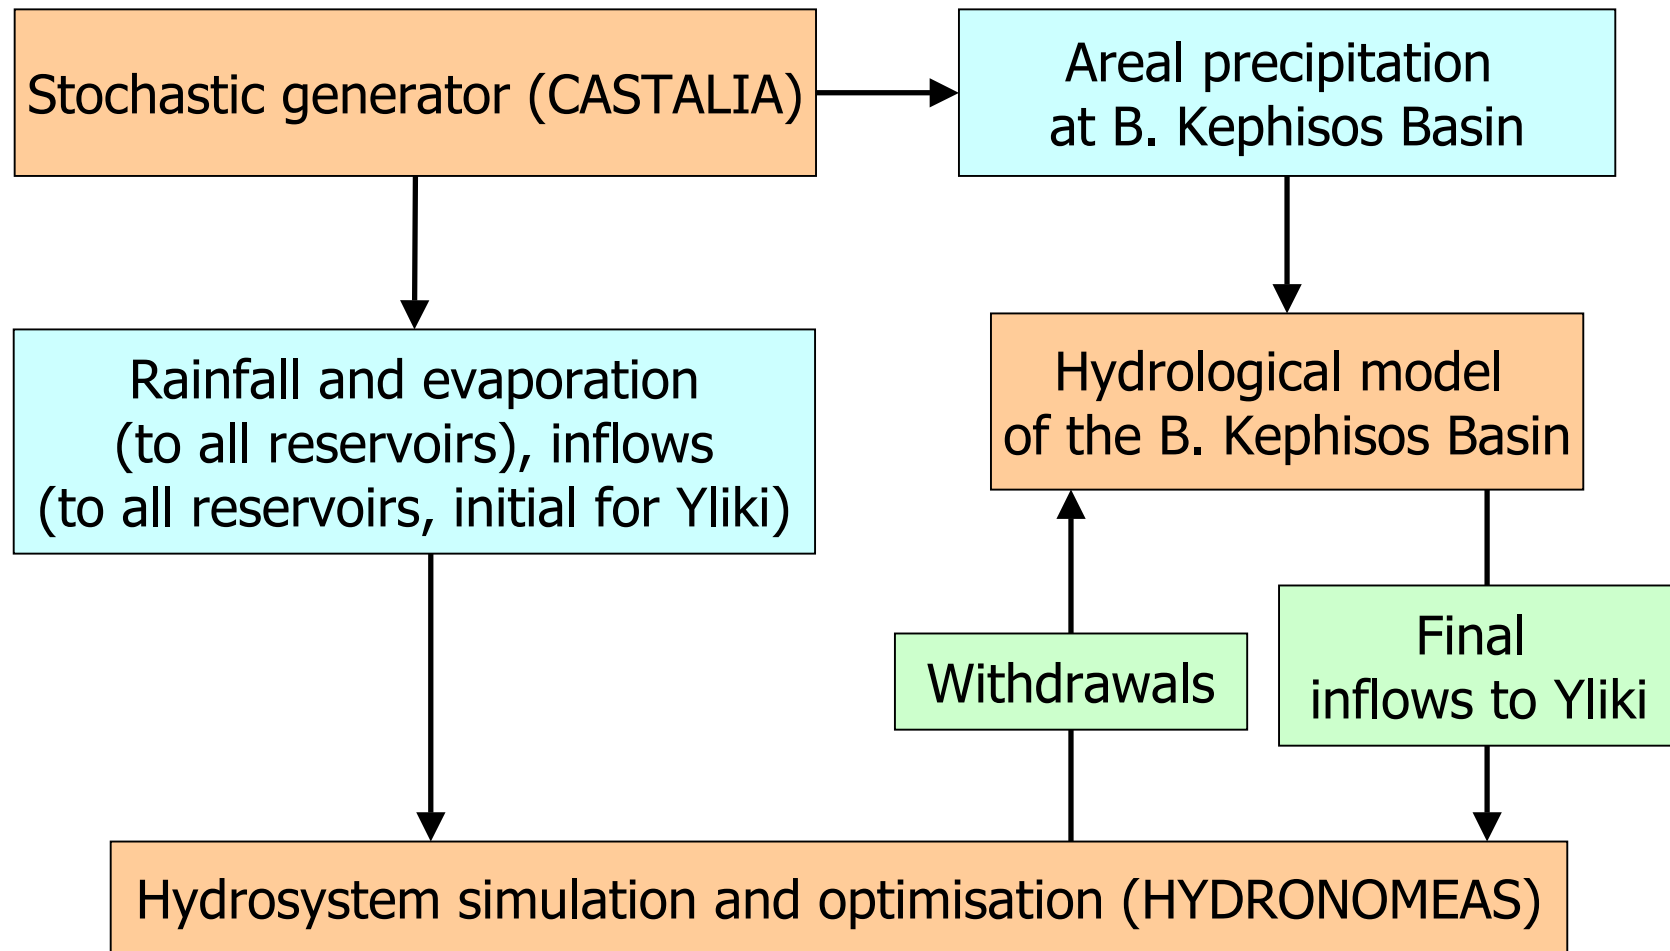 Stochastic generator (CASTALIA)
Areal precipitation
at B. Kephisos Basin
Rainfall and evaporation
(to all reservoirs), inflows
(to all reservoirs, initial for Yliki)
Hydrological model
of the B. Kephisos Basin
Withdrawals
Final
inflows to Yliki
Hydrosystem simulation and optimisation (HYDRONOMEAS)